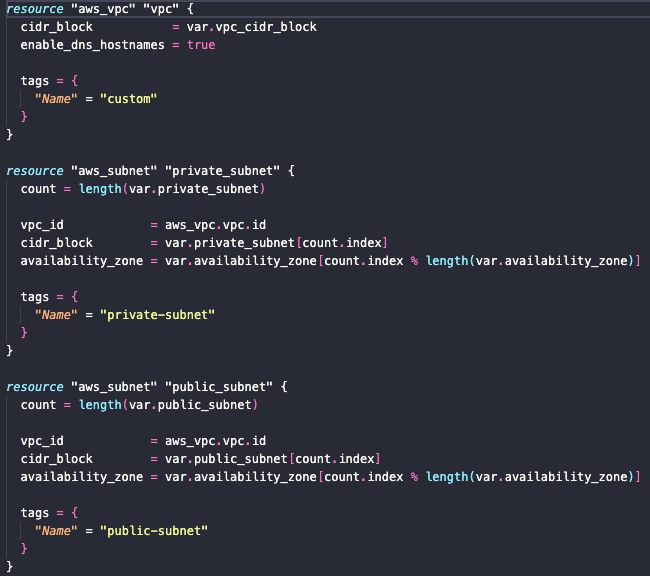 resource "aws_vpc" "vpc" {
  cidr_block           = var.vpc_cidr_block
  enable_dns_hostnames = true

  tags = {
    "Name" = "custom"
  }
}

resource "aws_subnet" "private_subnet" {
  count = length(var.private_subnet)

  vpc_id            = aws_vpc.vpc.id
  cidr_block        = var.private_subnet[count.index]
  availability_zone = var.availability_zone[count.index % length(var.availability_zone)]

  tags = {
    "Name" = "private-subnet"
  }
}

resource "aws_subnet" "public_subnet" {
  count = length(var.public_subnet)

  vpc_id            = aws_vpc.vpc.id
  cidr_block        = var.public_subnet[count.index]
  availability_zone = var.availability_zone[count.index % length(var.availability_zone)]

  tags = {
    "Name" = "public-subnet"
  }
}